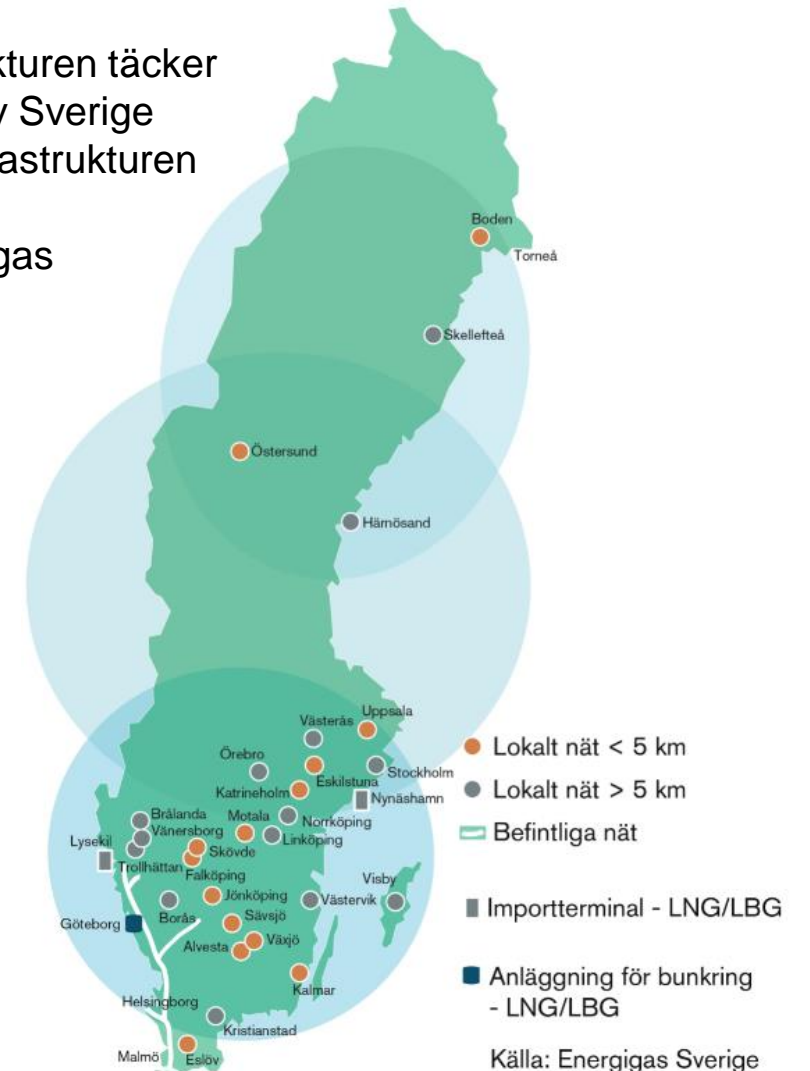 kturen täcker
v Sverige
astrukturen
gas
Boden
Torneå
Skellefteå
Östersund
Härnösand
Uppsala
Västerås
Örebro
Stockholm
Eskilstuna
Katrineholm
Nynäshamn
Brålanda
Motala
Norrköping
Vänersborg
Linköping
Lysekil
Skövde
Trollhättan
Falköping
Visby
Jönköping
Västervik
Borås
Sävsjö
Göteborg
Växjö
Alvesta
Kalmar
Helsingborg
Kristianstad
Malmö
Eslöv
Lokalt nät < 5 km
Lokalt nät > 5 km
Befintliga nät
Importterminal - LNG/LBG
Anläggning för bunkring
- LNG/LBG
Källa: Energigas Sverige